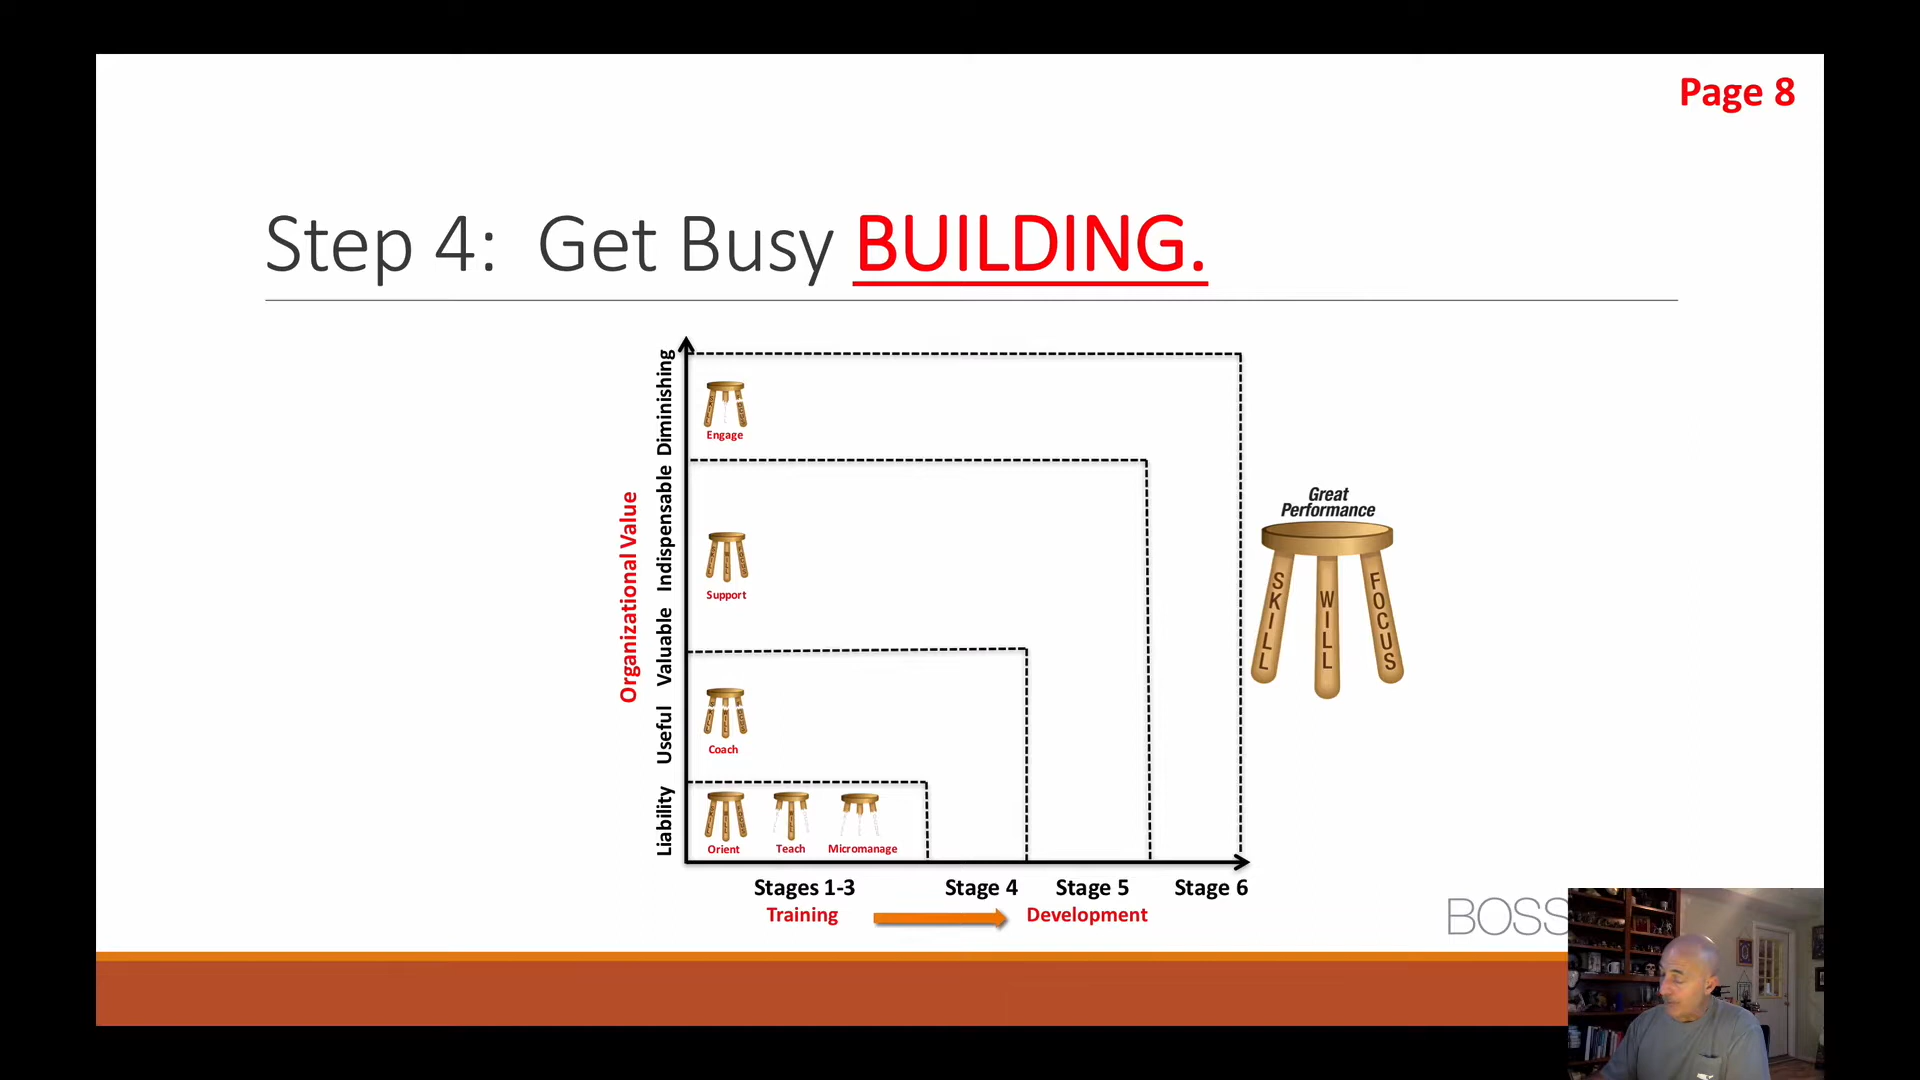 Page 8
Step 4: Get Busy BUILDING.
Organizational Value
Liability Useful Valuable Indispensable Diminishing
Engage
Support
Coach
Orient Teach Micromanage
Stages 1-3 Stage 4 Stage 5 Stage 6
Training Development
Great
Performance
SKILL WILL FOCUS
BOSS